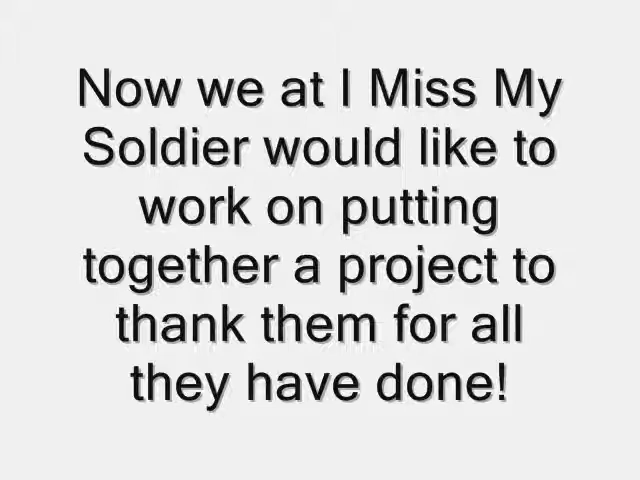 Now we at I Miss My
Soldier would like to
work on putting
together a project to
thank them for all
they have done!